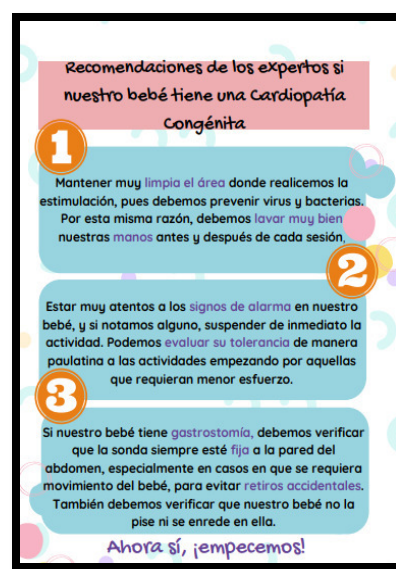 Recomendaciones de los expertos si
nuestro bebé tiene una Cardiopatía
Congénita
1
Mantener muy limpia el área donde realicemos la
estimulación, pues debemos prevenir virus y bacterias.
Por esta misma razón, debemos lavar muy bien
nuestras manos antes y después de cada sesión.
2
Estar muy atentos a los signos de alarma en nuestro
bebé, y si notamos alguno, suspender de inmediato la
actividad. Podemos evaluar su tolerancia de manera
paulatina a las actividades empezando por aquellas
que requieran menor esfuerzo.
3
Si nuestro bebé tiene gastrostomía, debemos verificar
que la sonda siempre esté fija a la pared del
abdomen, especialmente en casos en que se requiera
movimiento del bebé, para evitar retiros accidentales.
También debemos verificar que nuestro bebé no la
pise ni se enrede en ella.
Ahora sí, ¡empecemos!